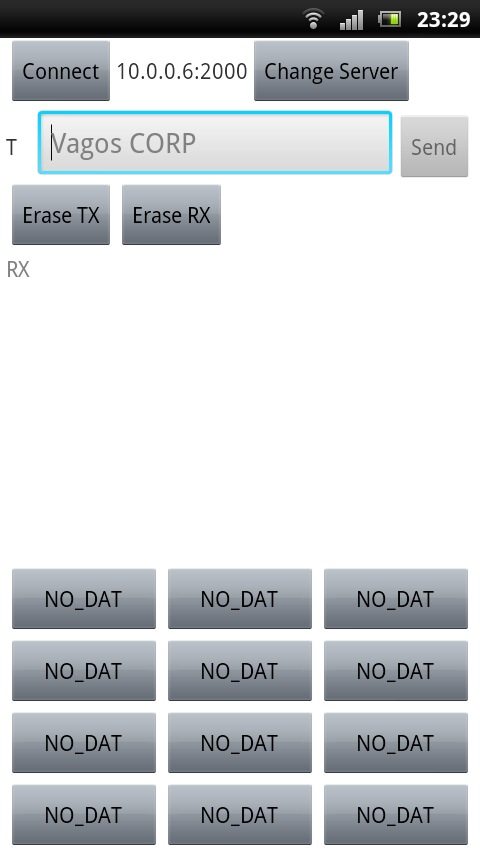 23:29
Connect 10.0.0.6:2000 Change Server
T Vagos CORP Send
Erase TX Erase RX
RX
NO_DAT NO_DAT NO_DAT
NO_DAT NO_DAT NO_DAT
NO_DAT NO_DAT NO_DAT
NO_DAT NO_DAT NO_DAT